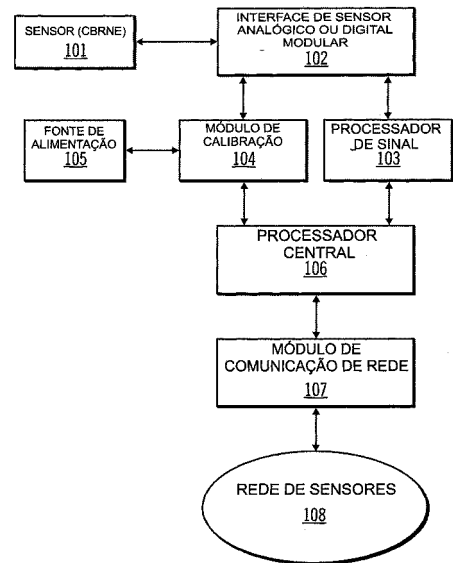 SENSOR (CBRNE)
101
INTERFACE DE SENSOR
ANALÓGICO OU DIGITAL
MODULAR
102
FONTE DE
ALIMENTAÇÃO
105
MÓDULO DE
CALIBRAÇÃO
104
PROCESSADOR
DE SINAL
103
PROCESSADOR
CENTRAL
106
MÓDULO DE
COMUNICAÇÃO DE REDE
107
REDE DE SENSORES
108